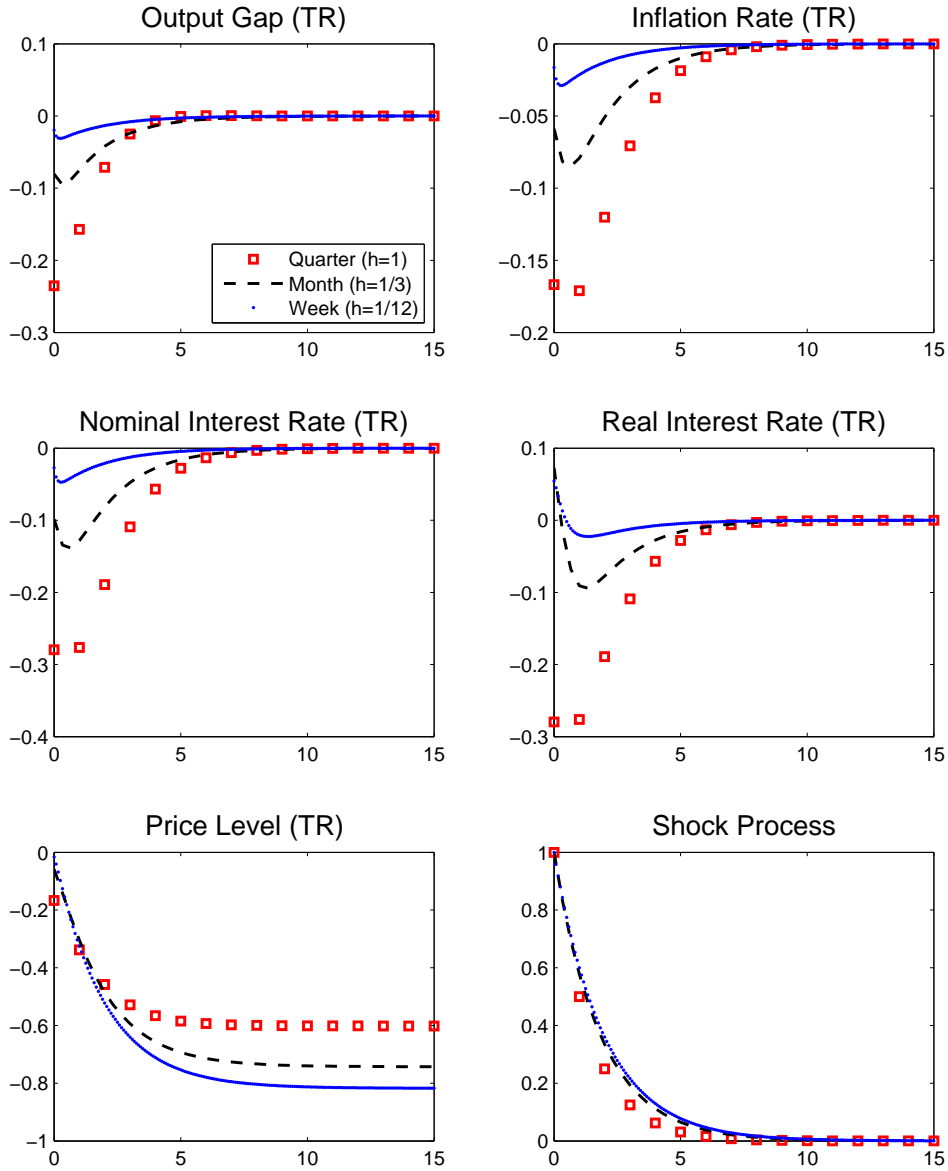 Output Gap (TR)
0.1
0
−0.1
−0.2
−0.3
0 5 10 15
Quarter (h=1)
Month (h=1/3)
Week (h=1/12)
Inflation Rate (TR)
0
−0.05
−0.1
−0.15
−0.2
0 5 10 15
Nominal Interest Rate (TR)
0
−0.1
−0.2
−0.3
−0.4
0 5 10 15
Real Interest Rate (TR)
0.1
0
−0.1
−0.2
−0.3
0 5 10 15
Price Level (TR)
0
−0.2
−0.4
−0.6
−0.8
−1
0 5 10 15
Shock Process
1
0.8
0.6
0.4
0.2
0
0 5 10 15